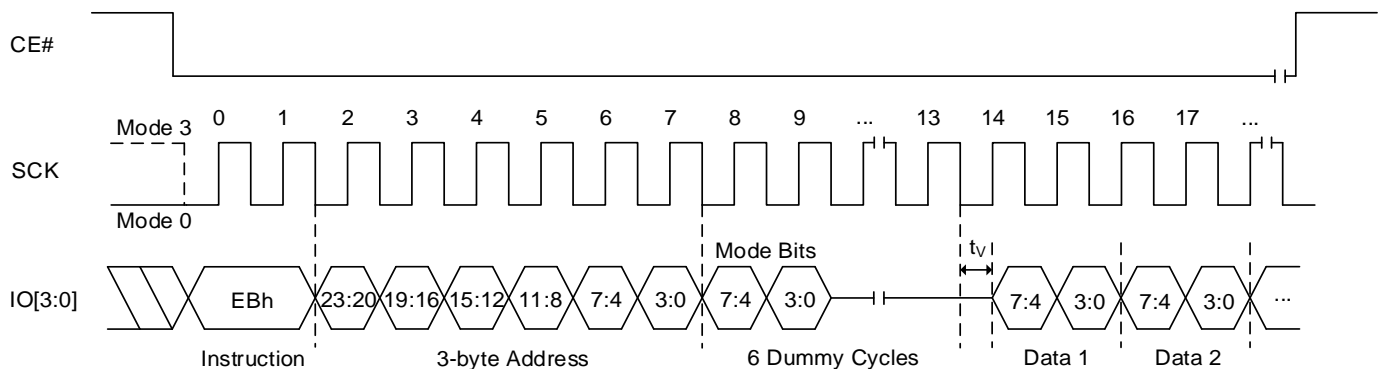 CE#
0 1 2 3 4 5 6 7 8 9 ... 13 14 15 16 17 ...
Mode 3
SCK
Mode 0
Mode Bits tV
IO[3:0] EBh 23:20 19:16 15:12 11:8 7:4 3:0 7:4 3:0 7:4 3:0 7:4 3:0 ...
Instruction 3-byte Address 6 Dummy Cycles Data 1 Data 2